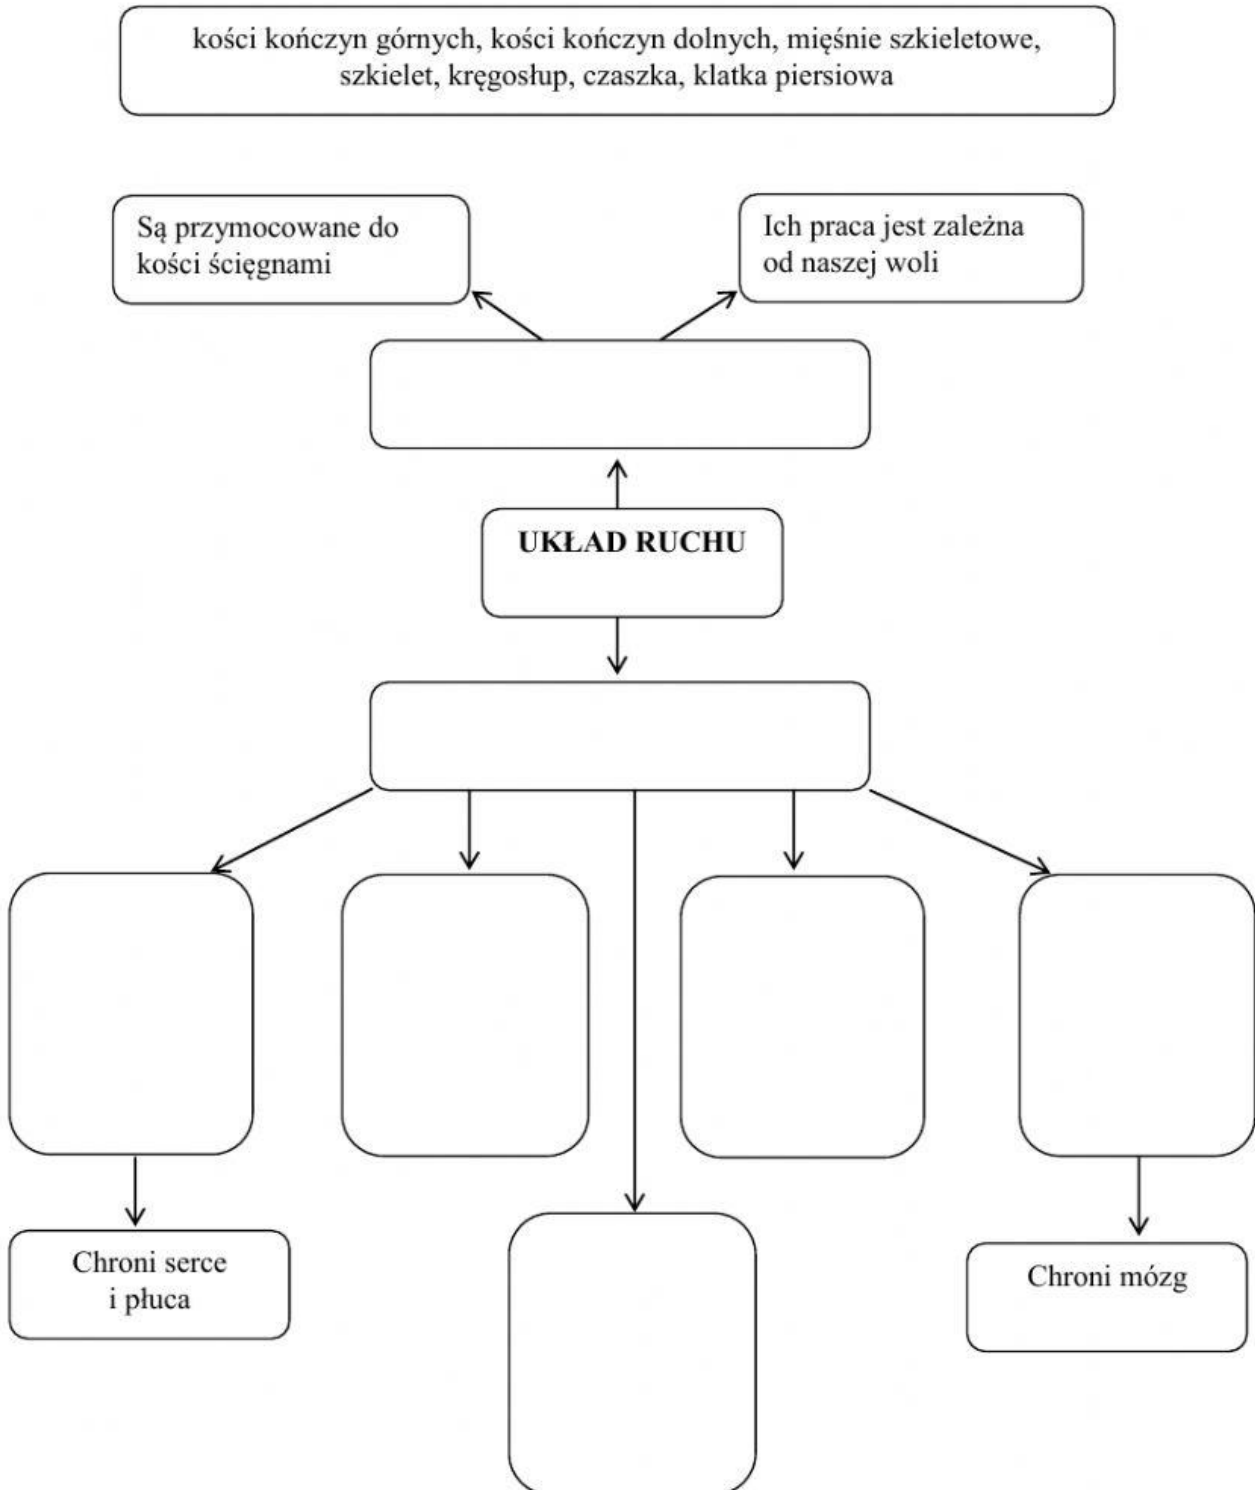 kości kończyn górnych, kości kończyn dolnych, mięśnie szkieletowe,
szkielet, kręgosłup, czaszka, klatka piersiowa
Są przymocowane do
kości ścięgnami
Ich praca jest zależna
od naszej woli
UKŁAD RUCHU
Chroni serce
i płuca
Chroni mózg